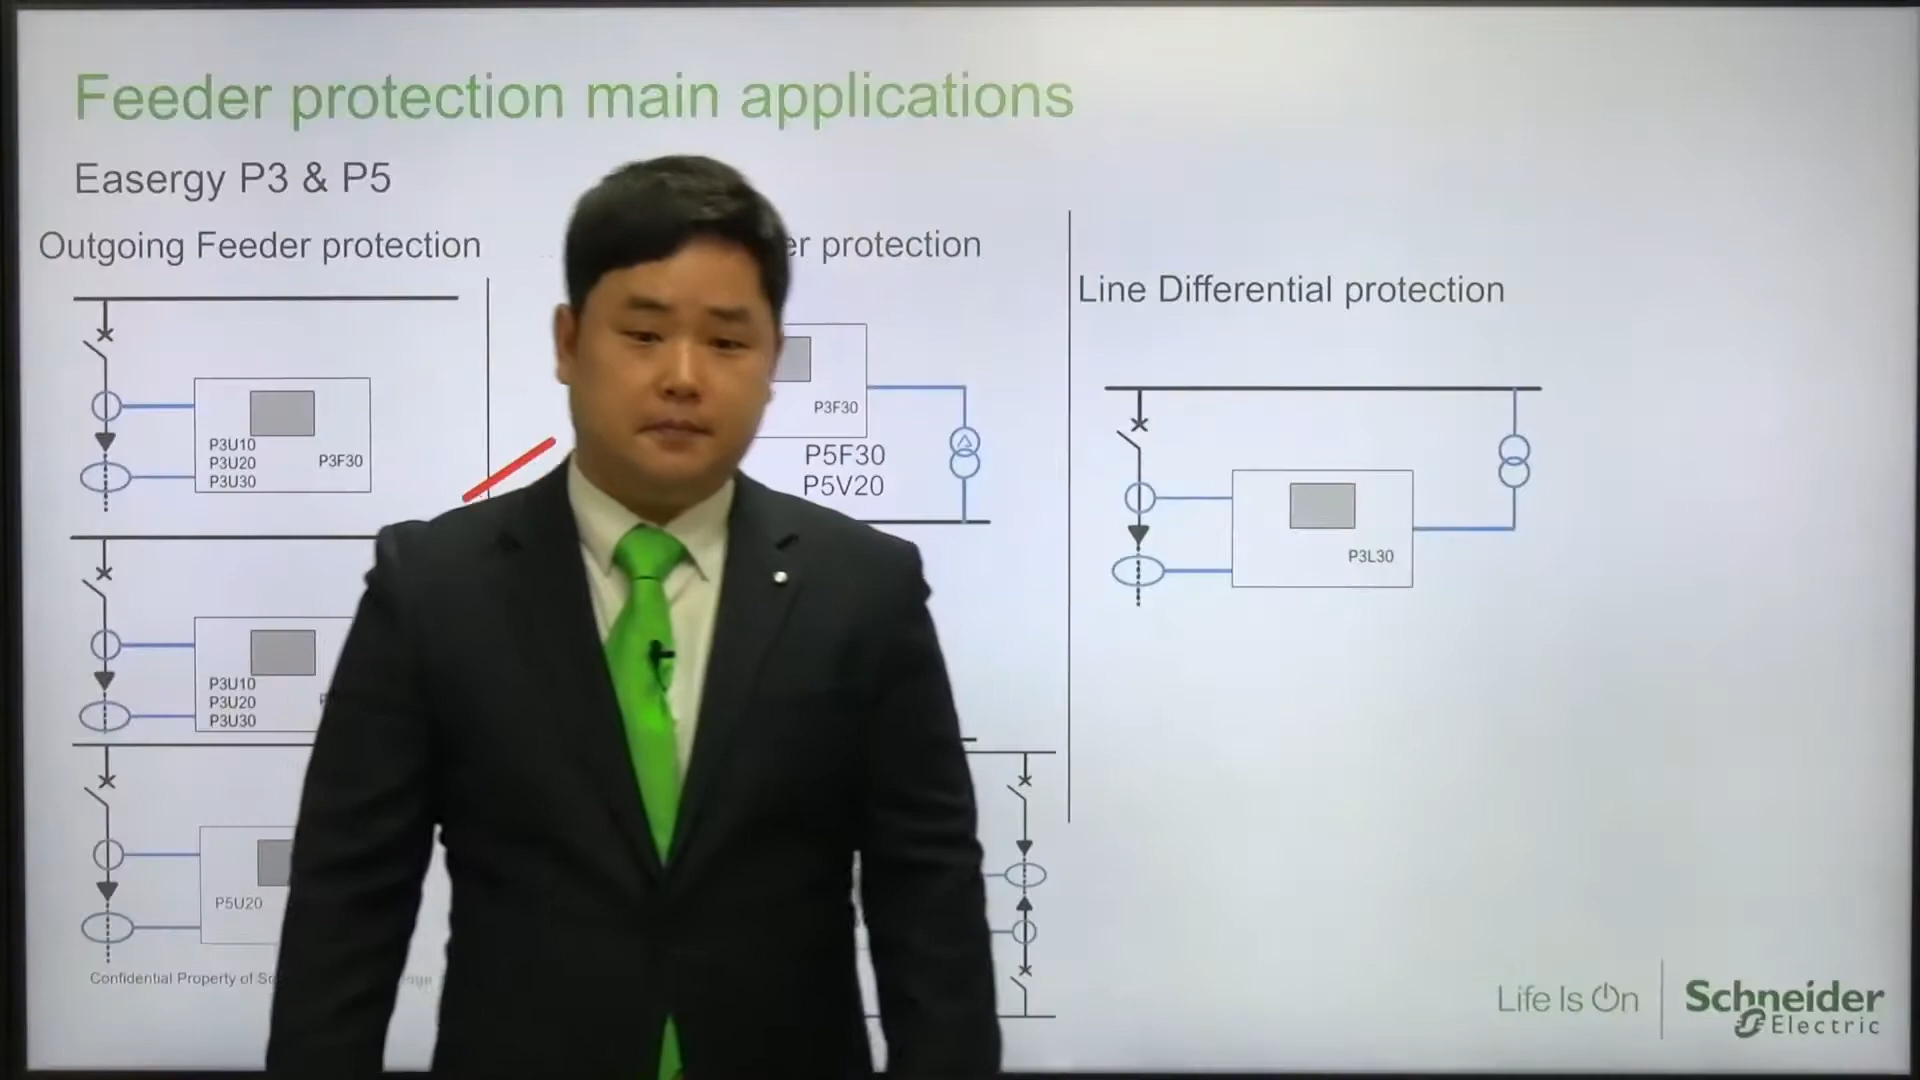 Feeder protection main applications
Easergy P3 & P5
Outgoing Feeder protection
P3U10
P3U20
P3U30
P3F30
P3U10
P3U20
P3U30
P5U20
Confidential Property of
protection
P3F30
P5F30
P5V20
Line Differential protection
P3L30
Life Is On
Schneider
Electric